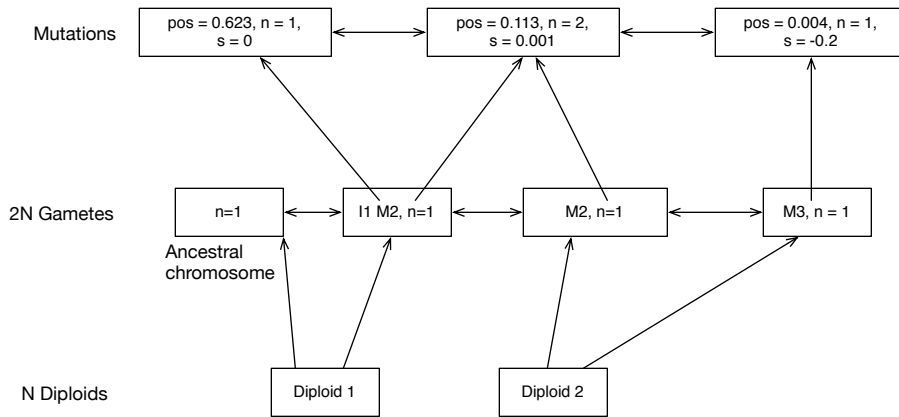 Mutations
pos = 0.623, n = 1,
s = 0
pos = 0.113, n = 2,
s = 0.001
pos = 0.004, n = 1,
s = -0.2
2N Gametes
n=1
I1 M2, n=1
M2, n=1
M3, n = 1
Ancestral
chromosome
N Diploids
Diploid 1
Diploid 2